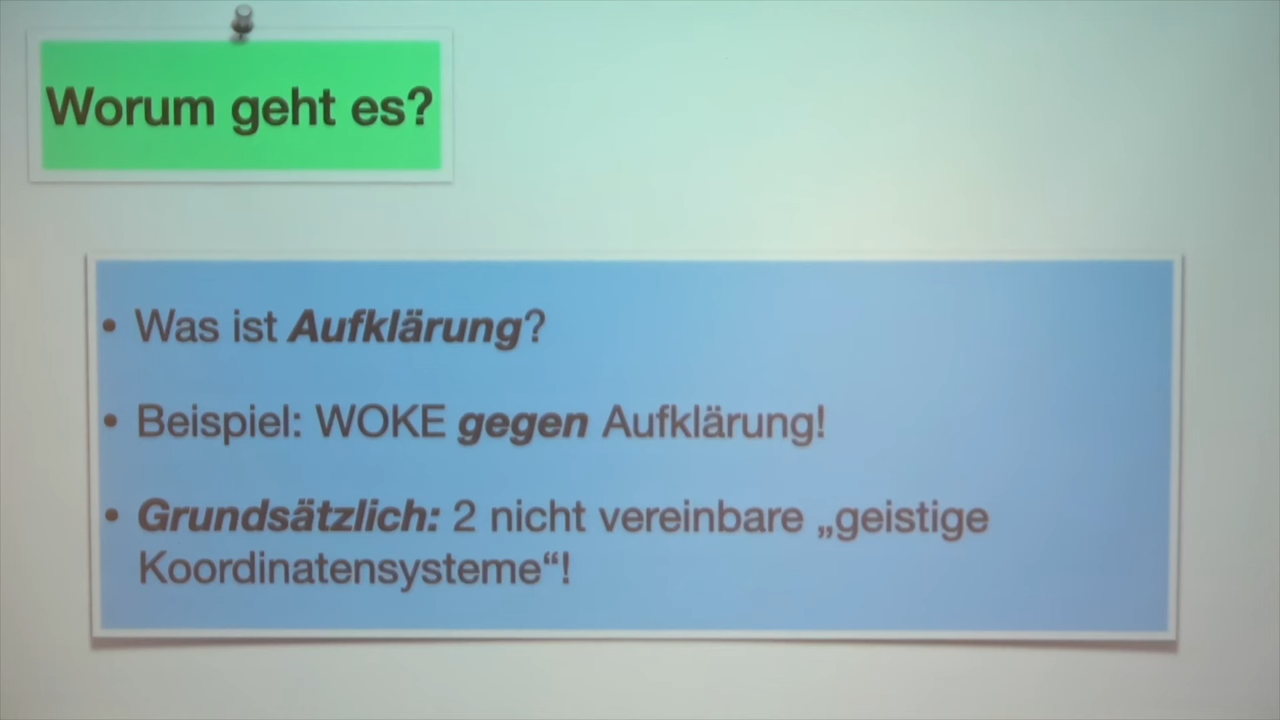 Worum geht es?
• Was ist Aufklärung?
• Beispiel: WOKE gegen Aufklärung!
• Grundsätzlich: 2 nicht vereinbare „geistige
Koordinatensysteme“!